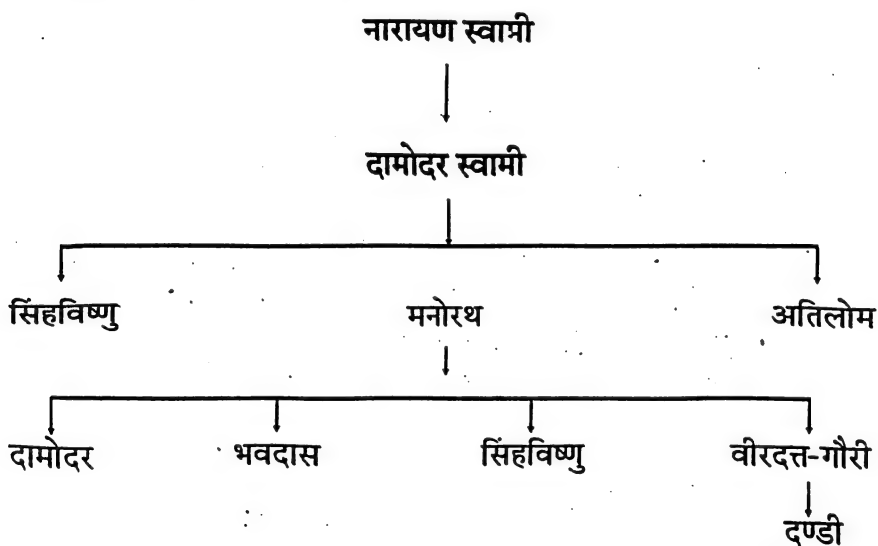 नारायण स्वामी
दामोदर स्वामी
सिंहविष्णु मनोरथ अतिलोम
दामोदर भवदास सिंहविष्णु वीरदत्त-गौरी
दण्डी